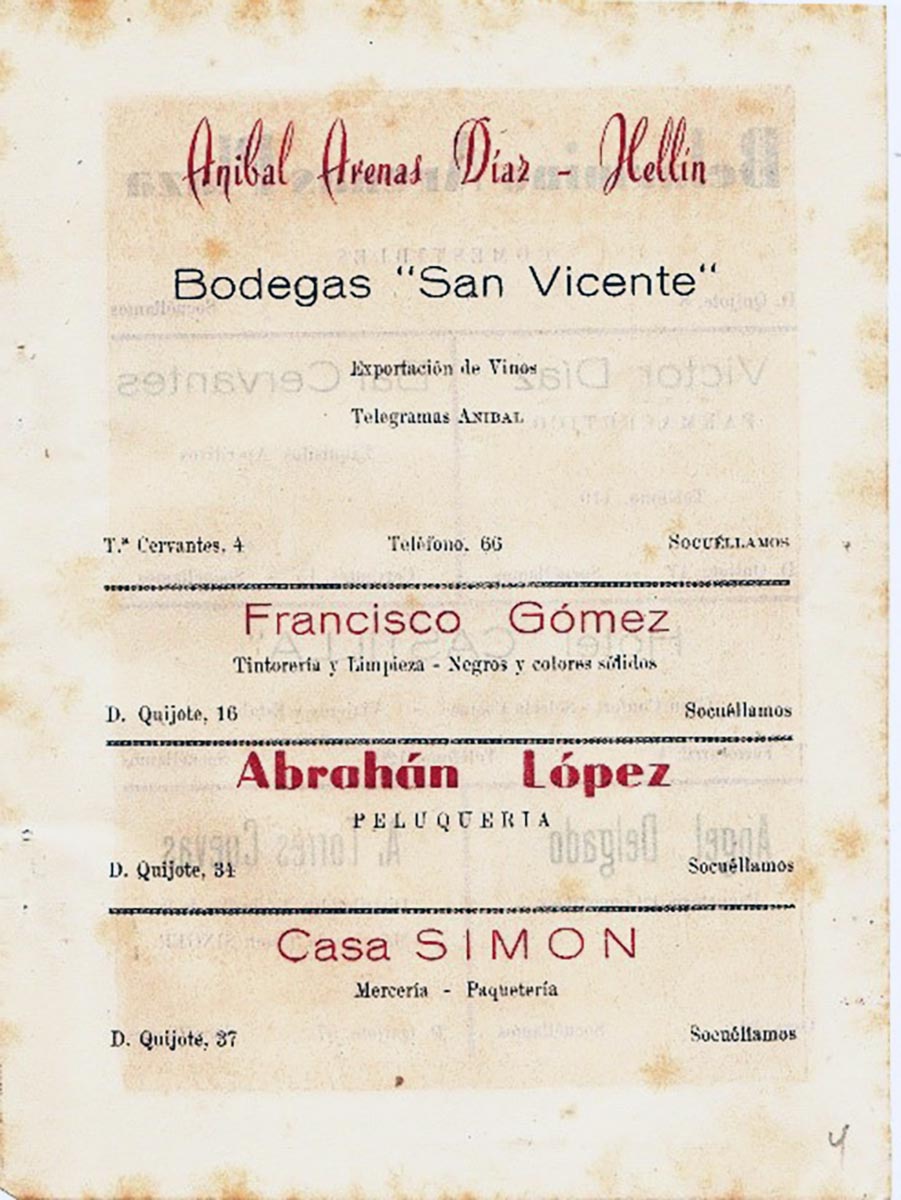 Anibal Arenas Díaz - Hellín
Bodegas "San Vicente"
Exportación de Vinos
Telegramas ANIBAL
T.ª Cervantes, 4 Teléfono, 66 SOCUÉLLAMOS
Francisco Gómez
Tintorería y Limpieza - Negros y colores sólidos
D. Quijote, 16 Socuéllamos
Abrahán López
PELUQUERIA
D. Quijote, 34 Socuéllamos
Casa SIMON
Mercería - Paquetería
D. Quijote, 37 Socuéllamos
4